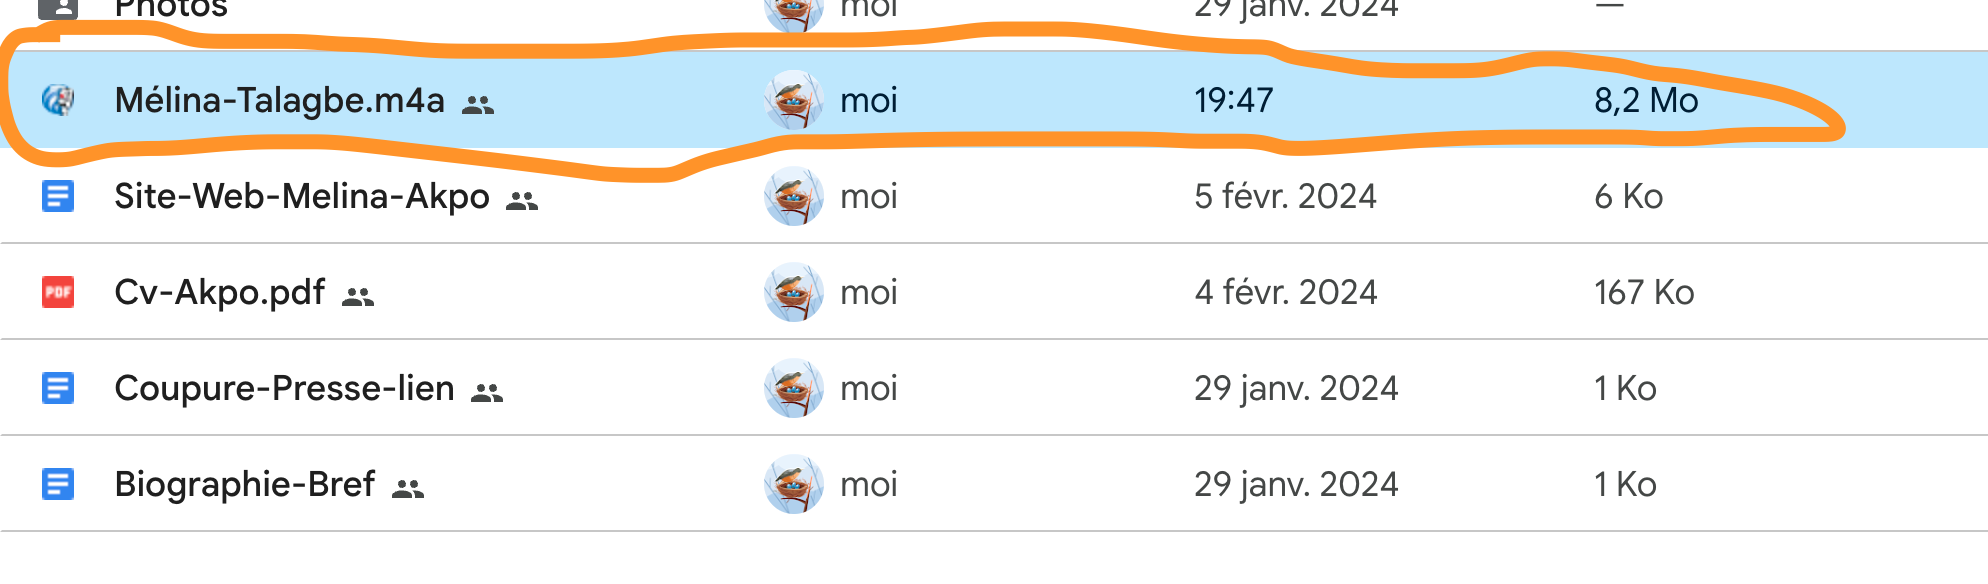 Photos moi 29 janv. 2024 —
Mélina-Talagbe.m4a moi 19:47 8,2 Mo
Site-Web-Melina-Akpo moi 5 févr. 2024 6 Ko
PDF Cv-Akpo.pdf moi 4 févr. 2024 167 Ko
Coupure-Presse-lien moi 29 janv. 2024 1 Ko
Biographie-Bref moi 29 janv. 2024 1 Ko